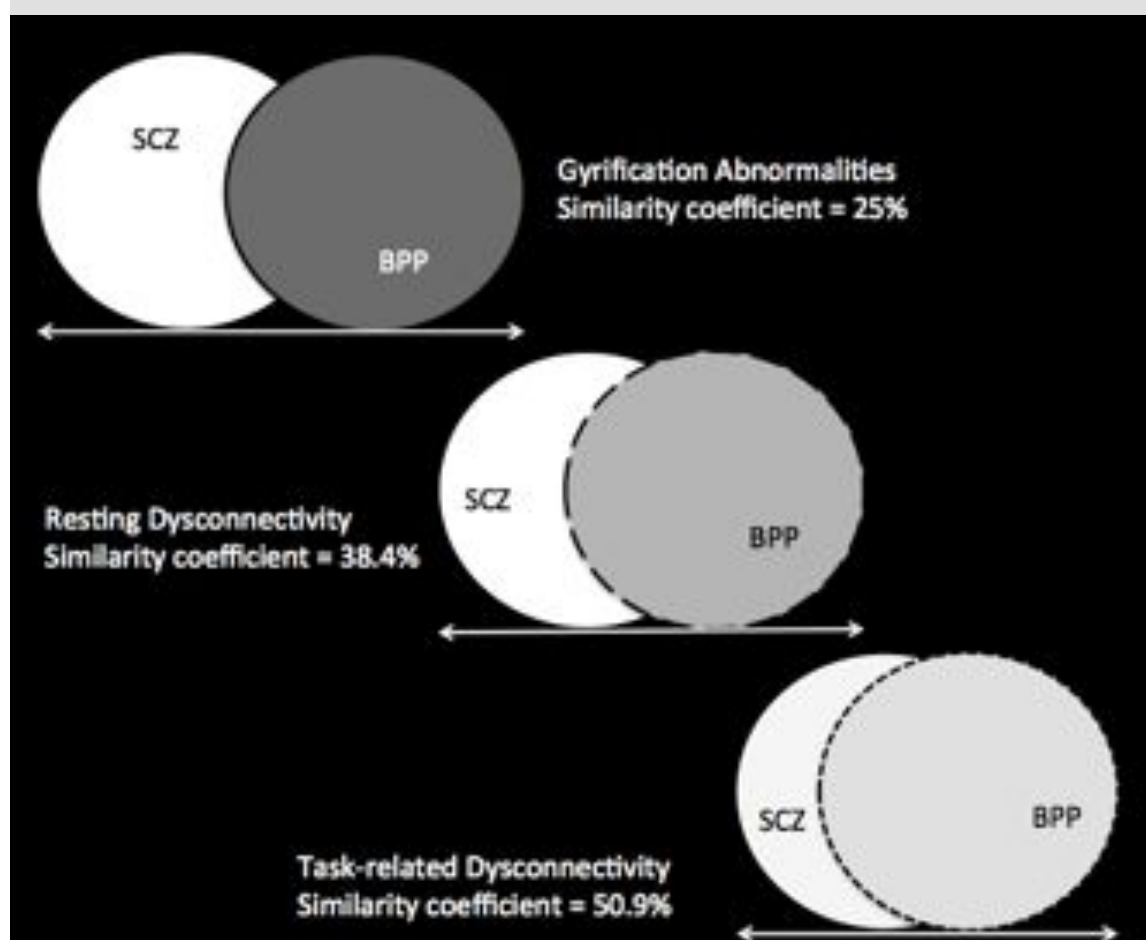 SCZ
BPP
Gyrification Abnormalities
Similarity coefficient = 25%
SCZ
BPP
Resting Dysconnectivity
Similarity coefficient = 38.4%
SCZ
BPP
Task-related Dysconnectivity
Similarity coefficient = 50.9%